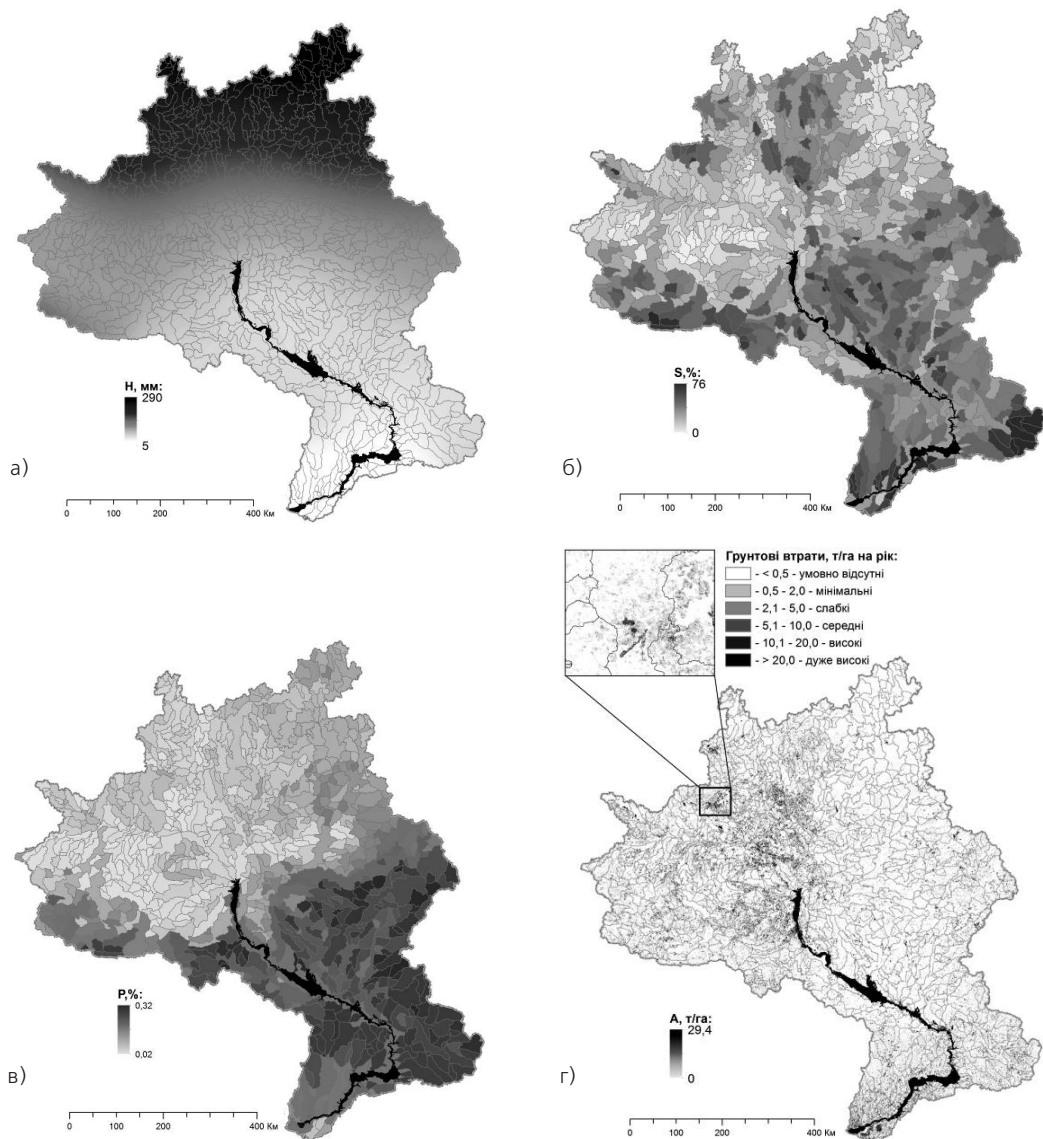 H, мм:
290
5
а)
0 100 200 400 Км
S,%:
76
0
б)
0 100 200 400 Км
P,%:
0,32
0,02
в)
0 100 200 400 Км
Грунтові втрати, т/га на рік:
- < 0,5 - умовно відсутні
- 0,5 - 2,0 - мінімальні
- 2,1 - 5,0 - слабкі
- 5,1 - 10,0 - середні
- 10,1 - 20,0 - високі
- > 20,0 - дуже високі
A, т/га:
29,4
0
г)
0 100 200 400 Км